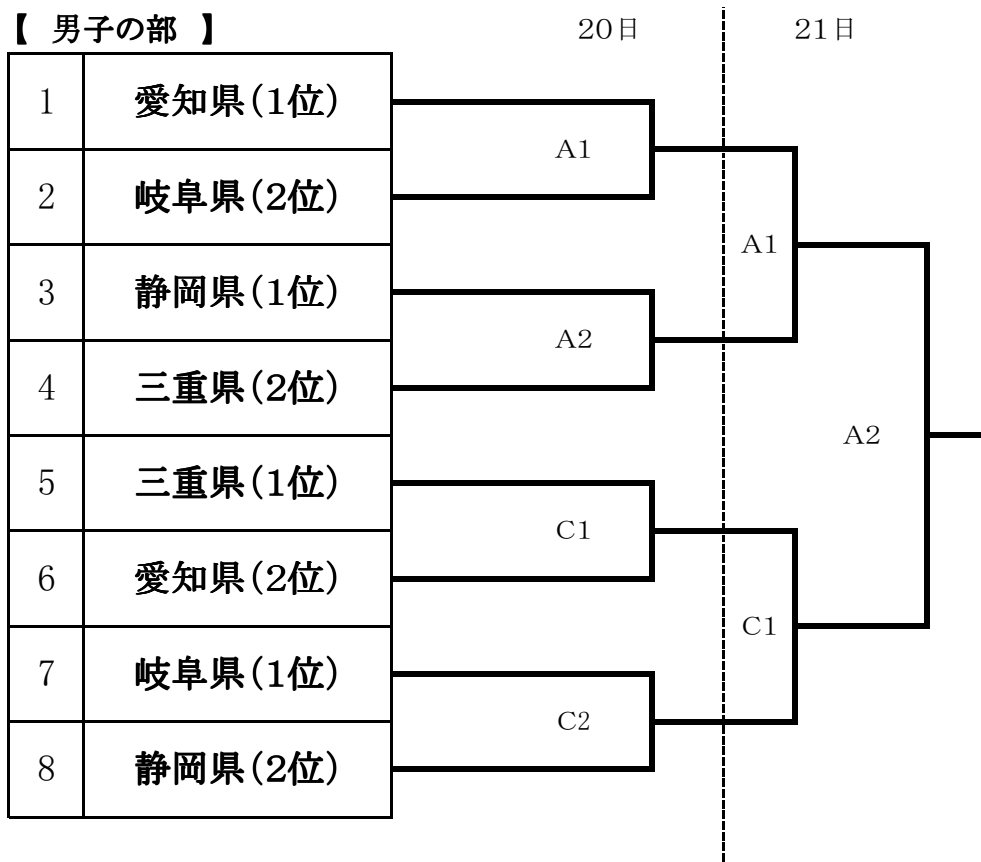 【 男子の部 】 20日 21日
1 愛知県(1位)
A1
2 岐阜県(2位)
A1
3 静岡県(1位)
A2
4 三重県(2位)
A2
5 三重県(1位)
C1
6 愛知県(2位)
C1
7 岐阜県(1位)
C2
8 静岡県(2位)